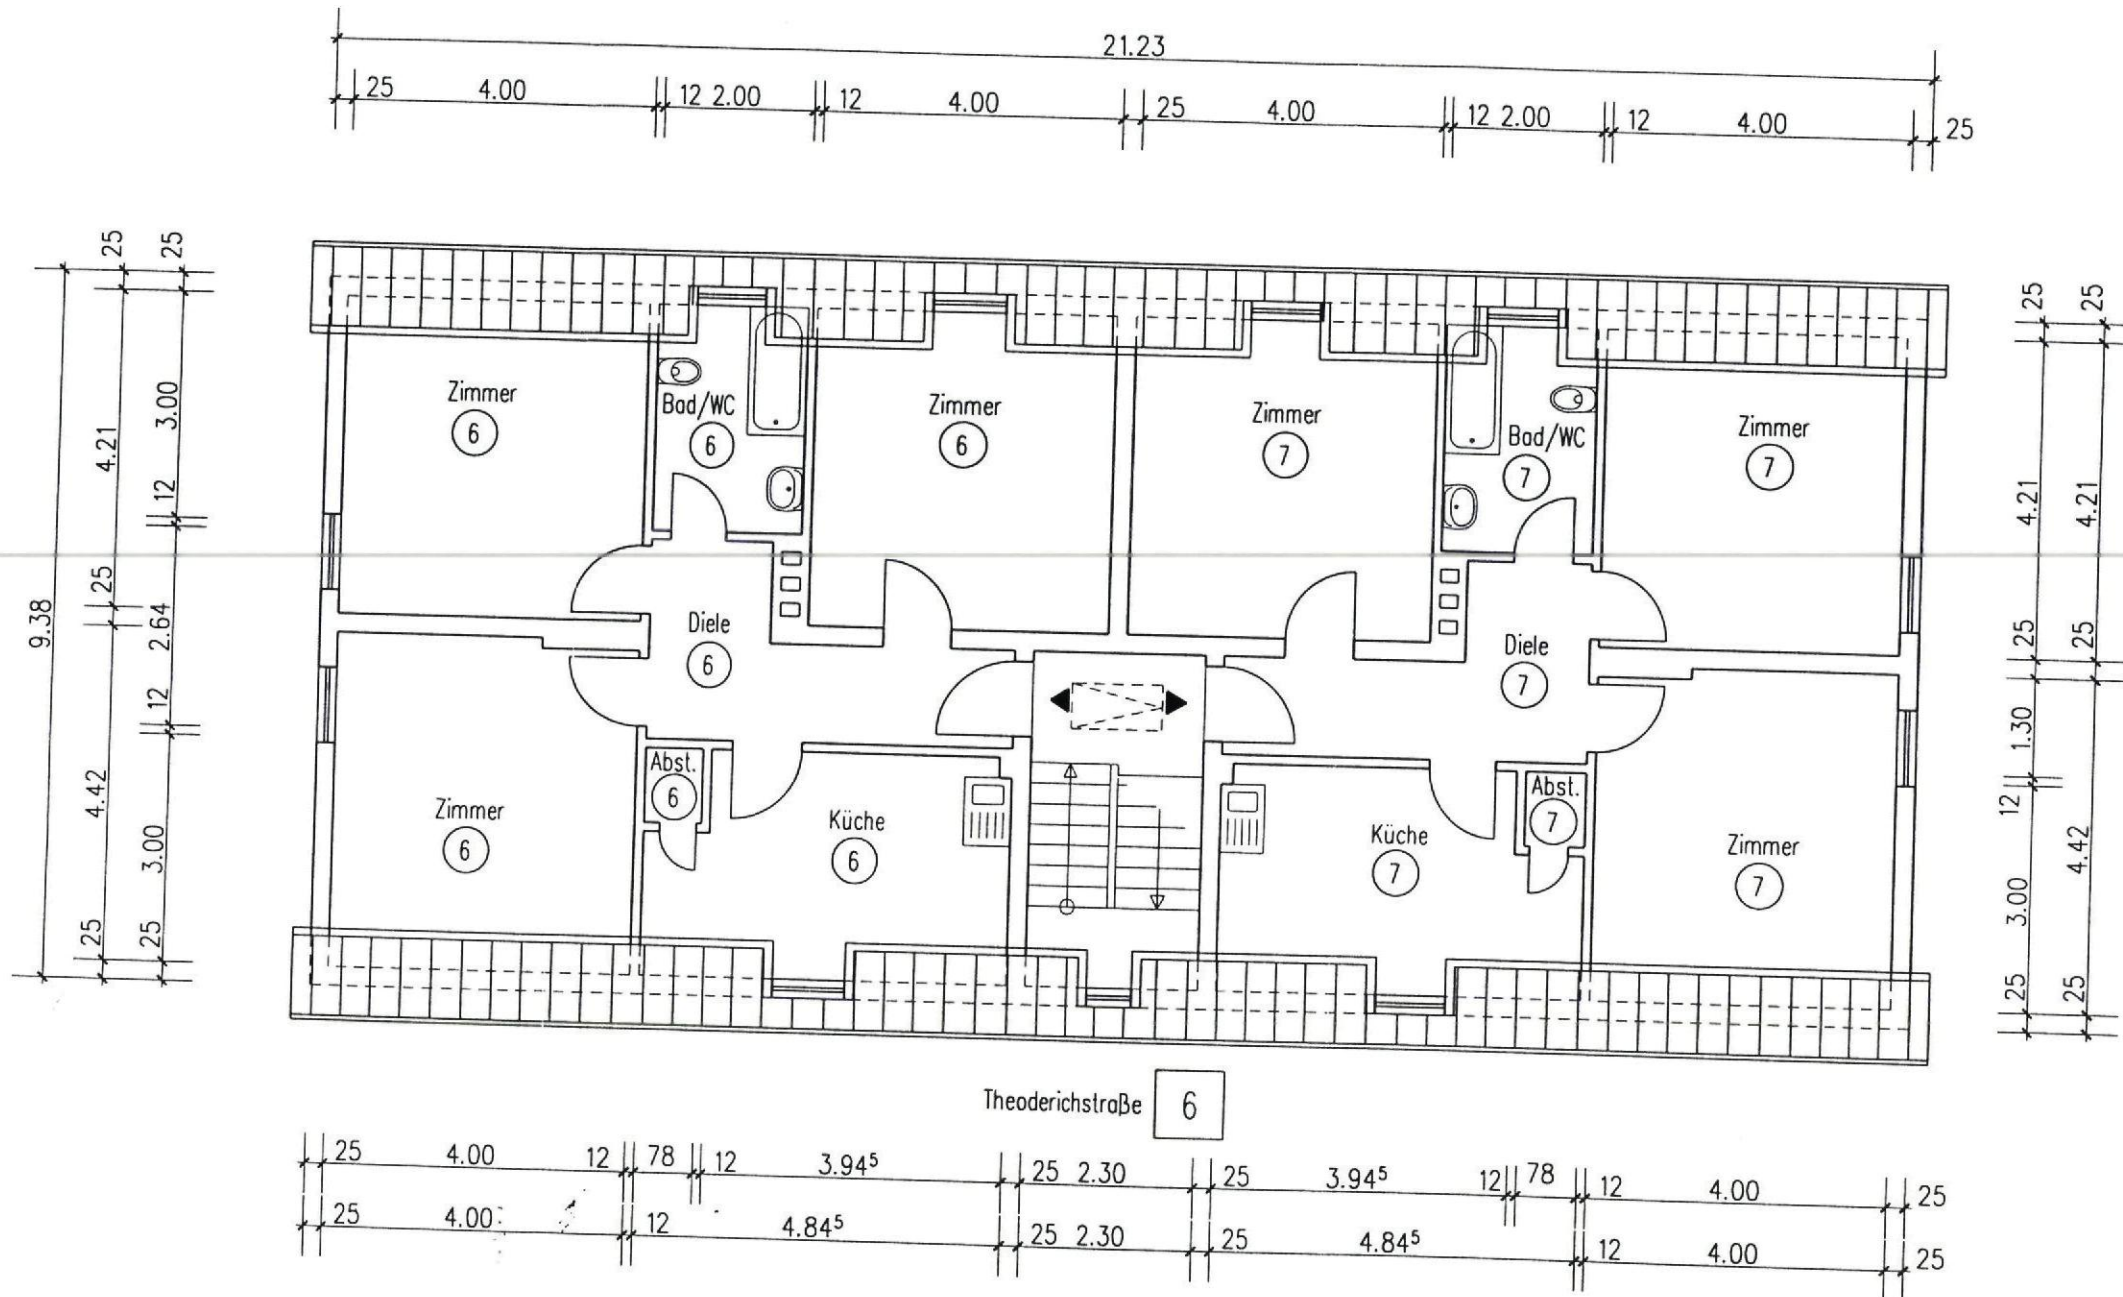 21.23
25 4.00 12 2.00 12 4.00 25 4.00 12 2.00 12 4.00 25
25 25
4.21 3.00
12
25
9.38 2.64
12
4.42
3.00
25 25
25 25
4.21 4.21
25 25
1.30
12
4.42
3.00
25 25
Zimmer
6
Bad/WC
6
Zimmer
6
Zimmer
7
Bad/WC
7
Zimmer
7
Diele
6
Diele
7
Zimmer
6
Abst.
6
Küche
6
Küche
7
Abst.
7
Zimmer
7
Theoderichstraße 6
25 4.00 12 78 12 3.94⁵ 25 2.30 25 3.94⁵ 12 78 12 4.00 25
25 4.00 12 4.84⁵ 25 2.30 25 4.84⁵ 12 4.00 25